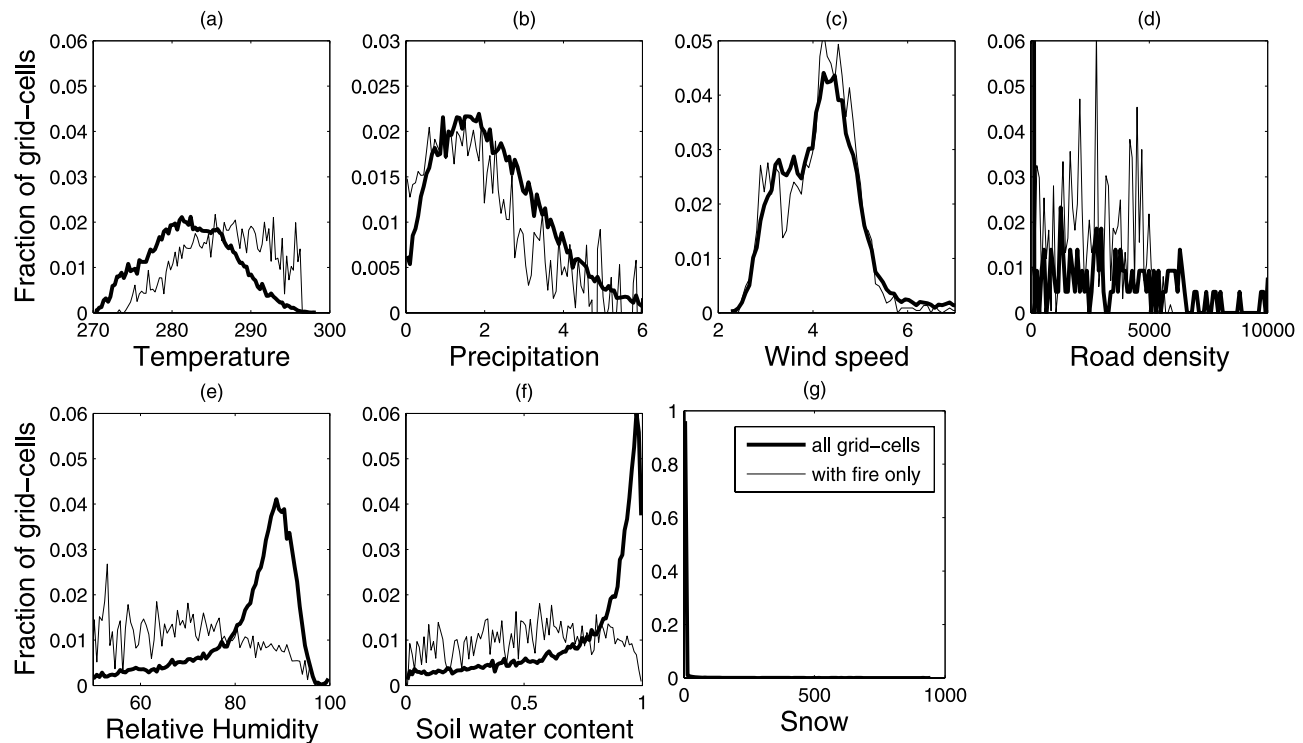 (a)
0.06
0.05
0.04
0.03
0.02
0.01
0
270 280 290 300
Temperature
Fraction of grid−cells
(b)
0.03
0.025
0.02
0.015
0.01
0.005
0
0 2 4 6
Precipitation
(c)
0.05
0.04
0.03
0.02
0.01
0
2 4 6
Wind speed
(d)
0.06
0.05
0.04
0.03
0.02
0.01
0
0 5000 10000
Road density
(e)
0.06
0.05
0.04
0.03
0.02
0.01
0
60 80 100
Relative Humidity
Fraction of grid−cells
(f)
0.06
0.05
0.04
0.03
0.02
0.01
0
0 0.5 1
Soil water content
(g)
1
0.8
0.6
0.4
0.2
0
0 500 1000
Snow
all grid−cells
with fire only